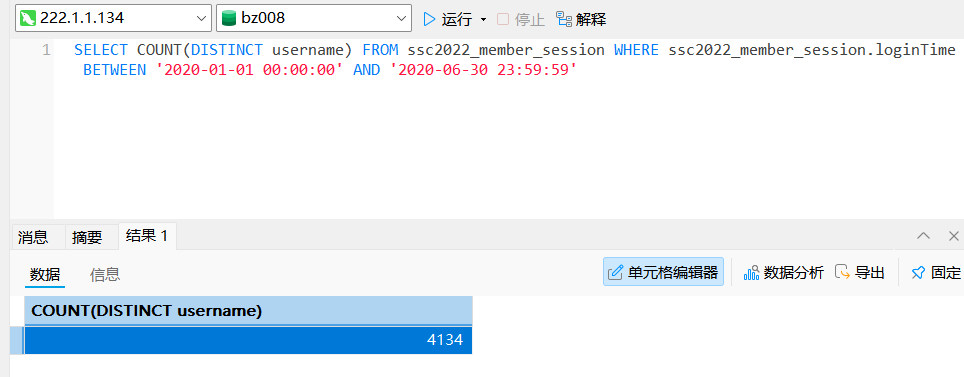 222.1.1.134 bz008 运行 停止 解释
1 SELECT COUNT(DISTINCT username) FROM ssc2022_member_session WHERE ssc2022_member_session.loginTime
BETWEEN '2020-01-01 00:00:00' AND '2020-06-30 23:59:59'
消息 摘要 结果 1
数据 信息 单元格编辑器 数据分析 导出 固定
COUNT(DISTINCT username)
4134